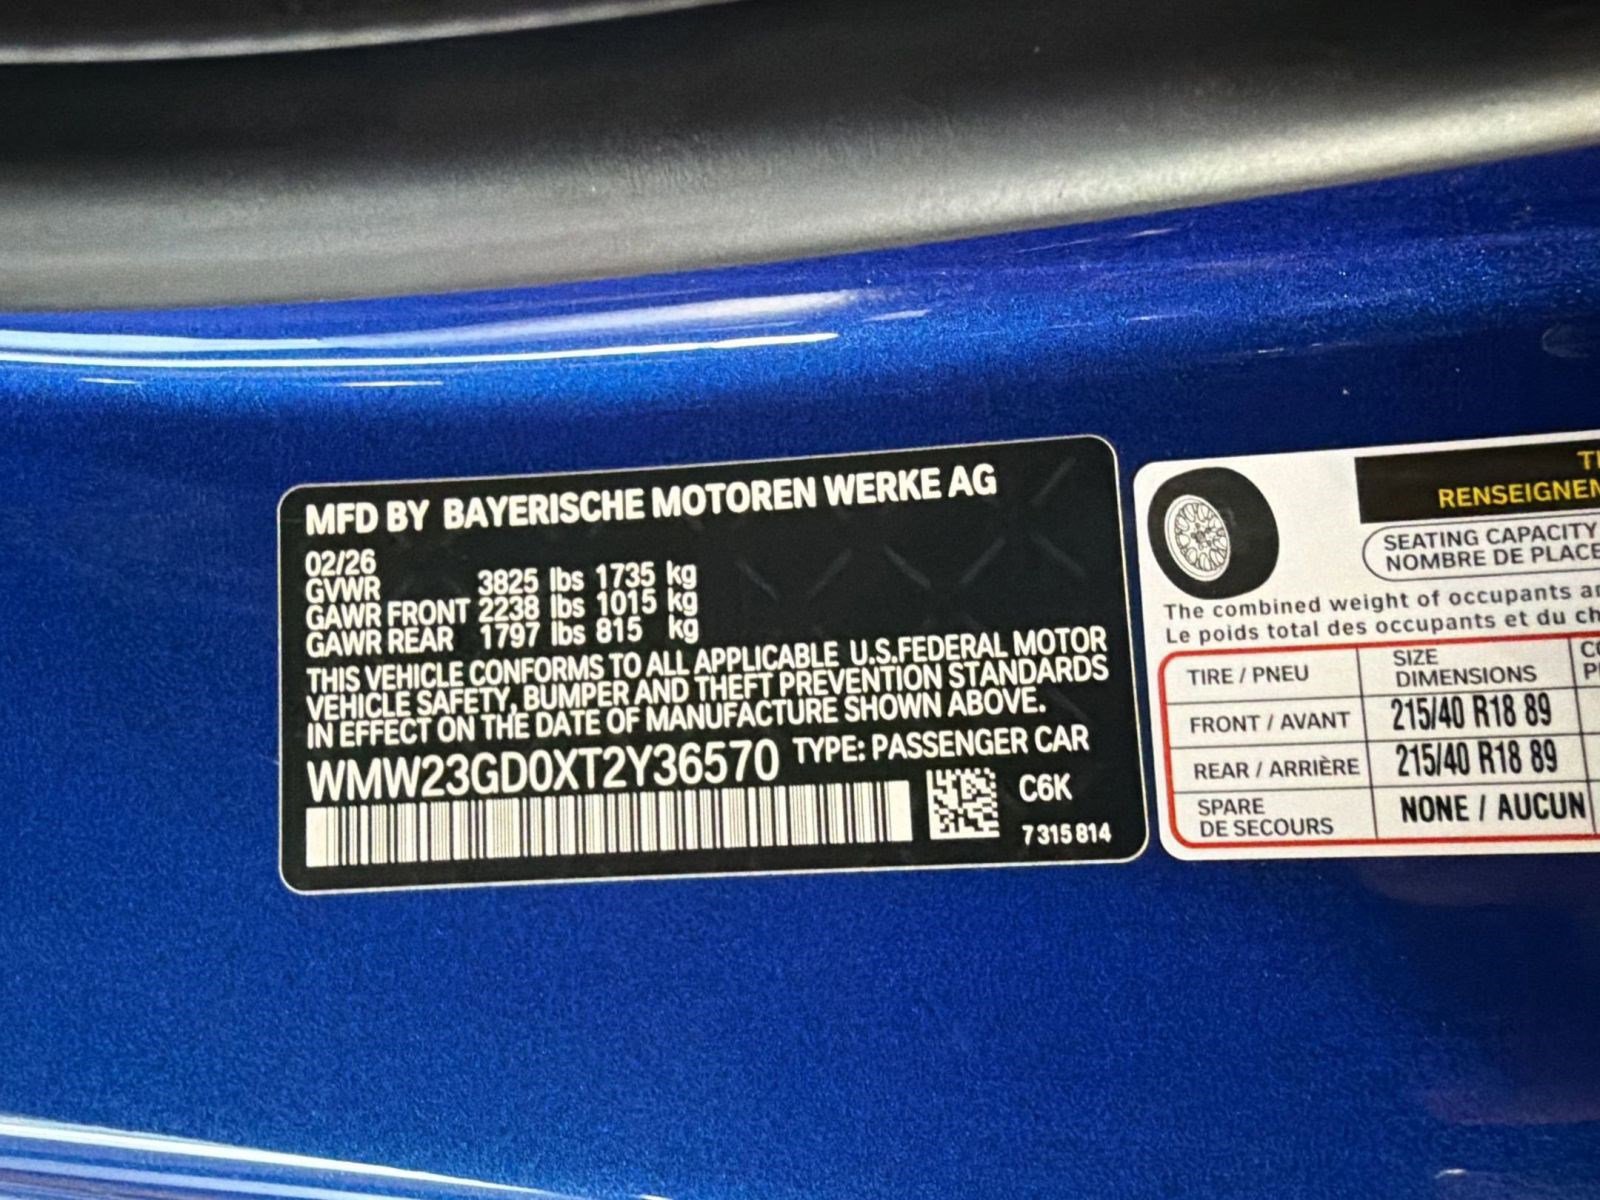 MFD BY BAYERISCHE MOTOREN WERKE AG
02/26
GVWR 3825 lbs 1735 kg
GAWR FRONT 2238 lbs 1015 kg
GAWR REAR 1797 lbs 815 kg
THIS VEHICLE CONFORMS TO ALL APPLICABLE U.S.FEDERAL MOTOR
VEHICLE SAFETY, BUMPER AND THEFT PREVENTION STANDARDS
IN EFFECT ON THE DATE OF MANUFACTURE SHOWN ABOVE.
WMW23GD0XT2Y36570 TYPE: PASSENGER CAR
C6K
7 315 814
RENSEIGNEM
SEATING CAPACITY
NOMBRE DE PLACE
The combined weight of occupants
Le poids total des occupants et du
TIRE / PNEU SIZE
DIMENSIONS
FRONT / AVANT 215/40 R18 89
REAR / ARRIÈRE 215/40 R18 89
SPARE
DE SECOURS NONE / AUCUN